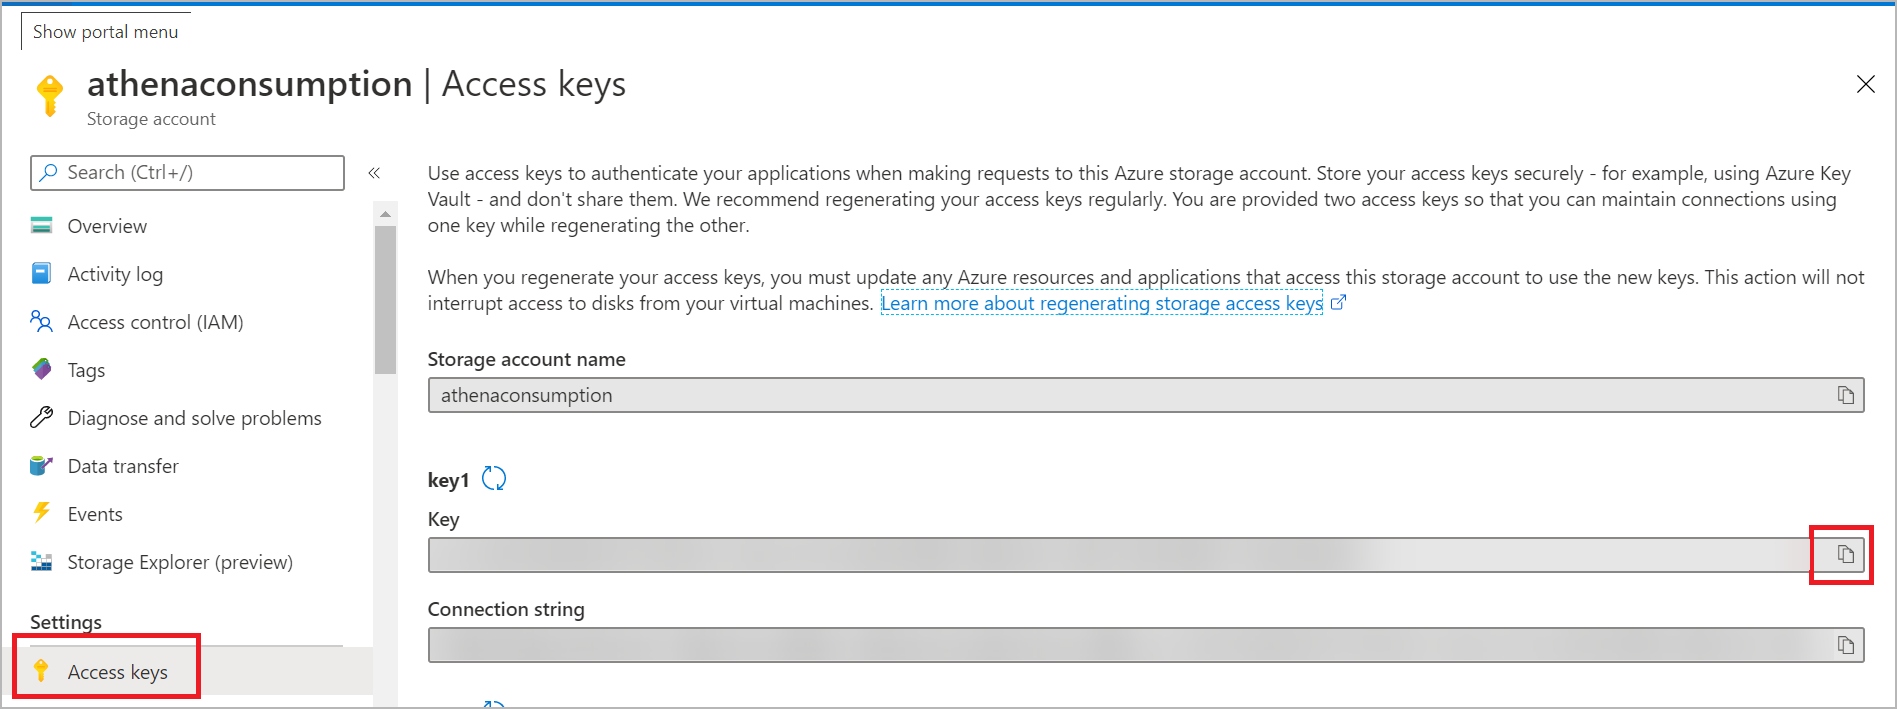 Show portal menu
athenaconsumption | Access keys
Storage account
Search (Ctrl+/)
«
Overview
Activity log
Access control (IAM)
Tags
Diagnose and solve problems
Data transfer
Events
Storage Explorer (preview)
Settings
Access keys
Use access keys to authenticate your applications when making requests to this Azure storage account. Store your access keys securely - for example, using Azure Key
Vault - and don't share them. We recommend regenerating your access keys regularly. You are provided two access keys so that you can maintain connections using
one key while regenerating the other.
When you regenerate your access keys, you must update any Azure resources and applications that access this storage account to use the new keys. This action will not
interrupt access to disks from your virtual machines. Learn more about regenerating storage access keys
Storage account name
athenaconsumption
key1
Key
Connection string